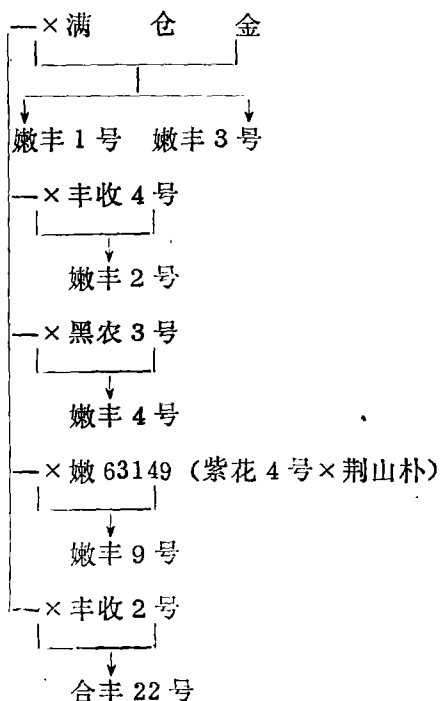 ×满仓金
嫩丰1号 嫩丰3号
×丰收4号
嫩丰2号
×黑农3号
嫩丰4号
×嫩63149（紫花4号×荆山朴）
嫩丰9号
×丰收2号
合丰22号